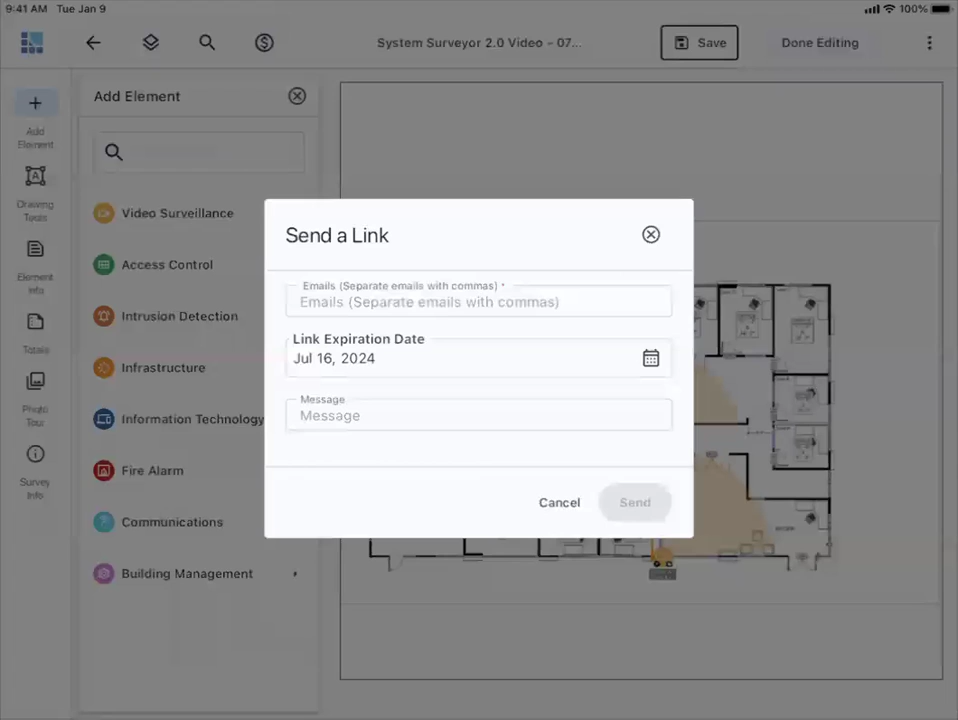 9:41 AM Tue Jan 9
100%
System Surveyor 2.0 Video – 07...
Save
Done Editing
Add Element
Add
Element
Drawing
Tools
Element
Info
Totals
Photo
Tour
Survey
Info
Video Surveillance
Access Control
Intrusion Detection
Infrastructure
Information Technology
Fire Alarm
Communications
Building Management
Send a Link
Emails (Separate emails with commas) *
Emails (Separate emails with commas)
Link Expiration Date
Jul 16, 2024
Message
Message
Cancel
Send